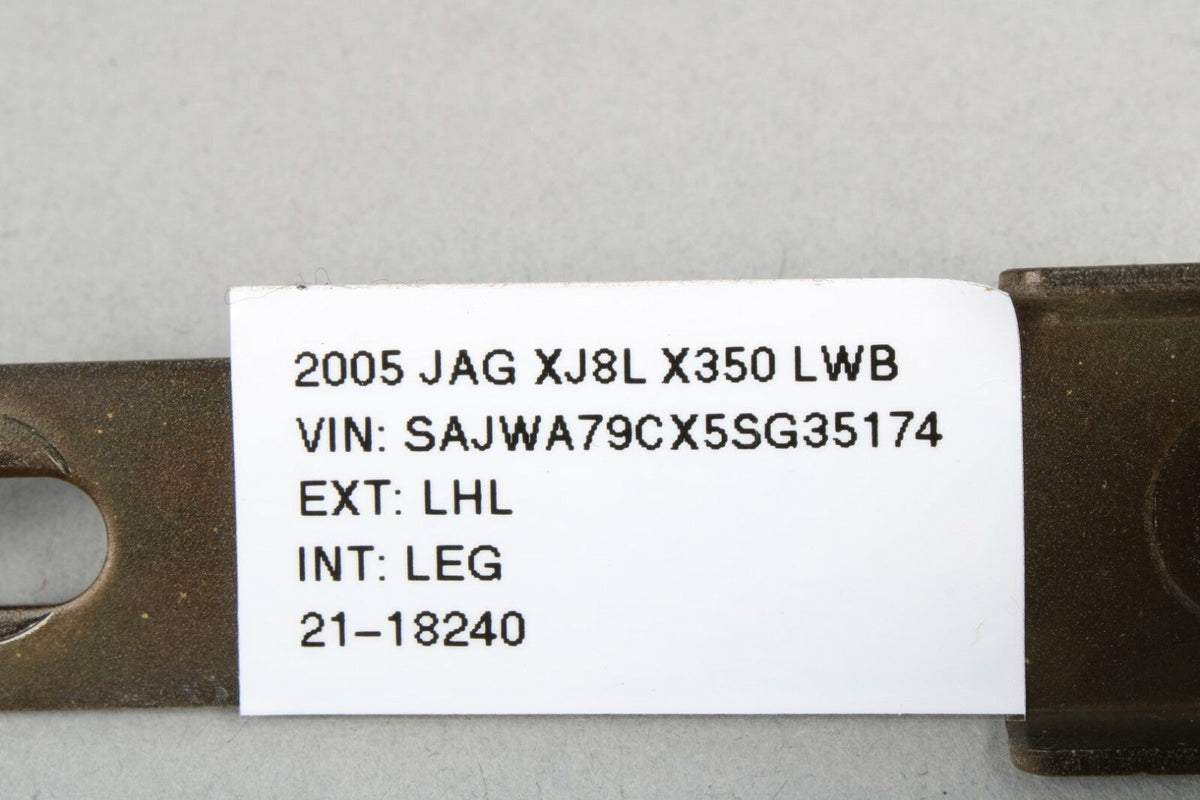 2005 JAG XJ8L X350 LWB
VIN: SAJWA79CX5SG35174
EXT: LHL
INT: LEG
21-18240